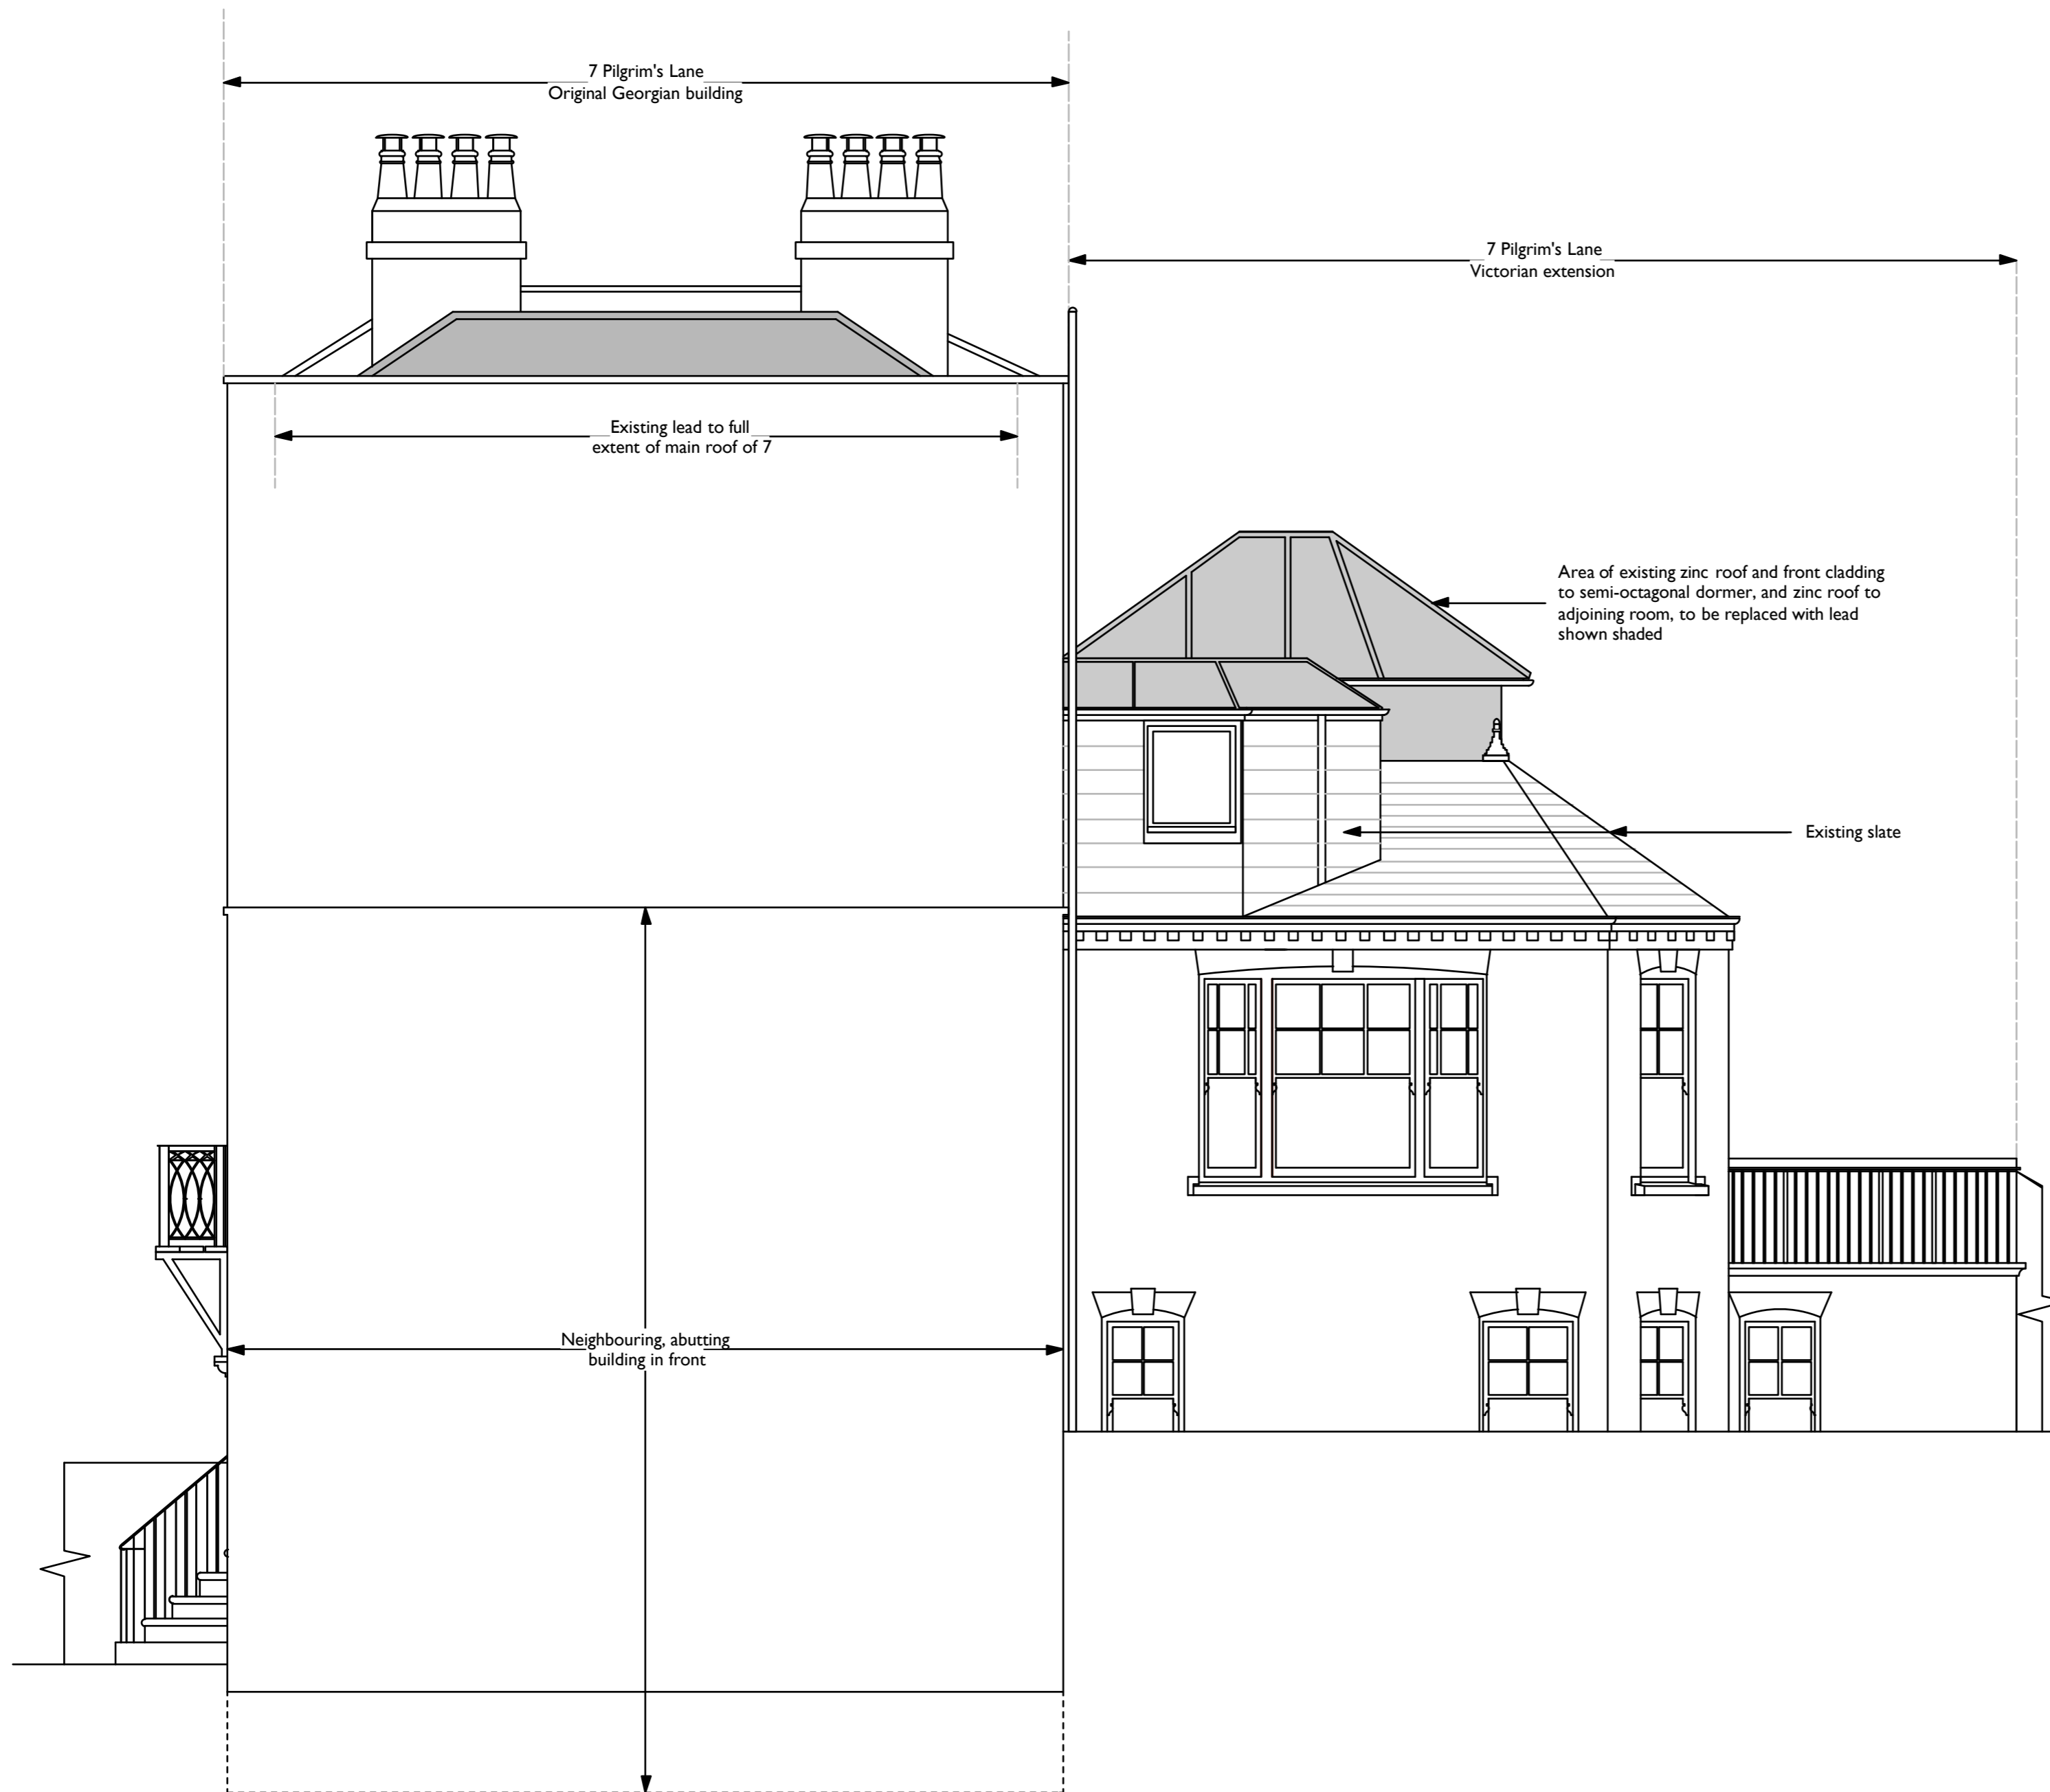 7 Pilgrim's Lane
Original Georgian building
7 Pilgrim's Lane
Victorian extension
Existing lead to full
extent of main roof of 7
Area of existing zinc roof and front cladding
to semi-octagonal dormer, and zinc roof to
adjoining room, to be replaced with lead
shown shaded
Existing slate
Neighbouring, abutting
building in front